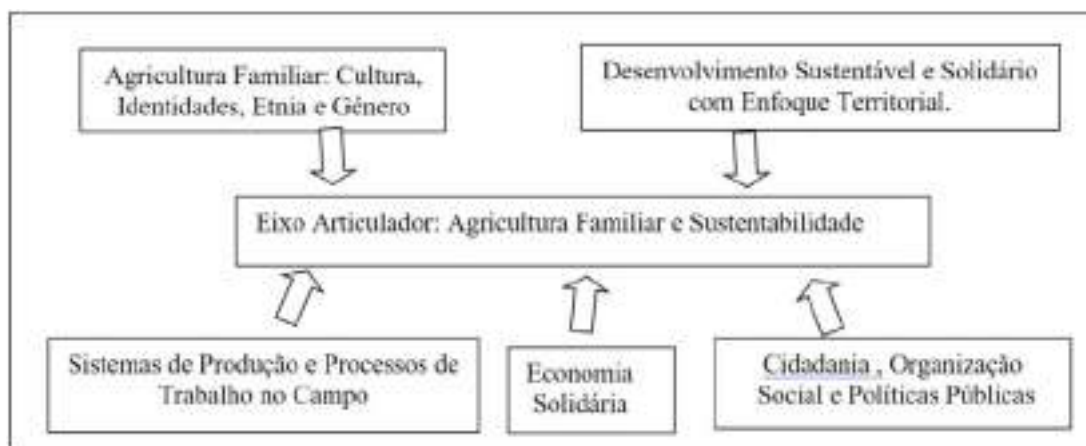 Agricultura Familiar: Cultura,
Identidades, Etnia e Gênero
Desenvolvimento Sustentável e Solidário
com Enfoque Territorial.
Eixo Articulador: Agricultura Familiar e Sustentabilidade
Sistemas de Produção e Processos de
Trabalho no Campo
Economia
Solidária
Cidadania , Organização
Social e Políticas Públicas